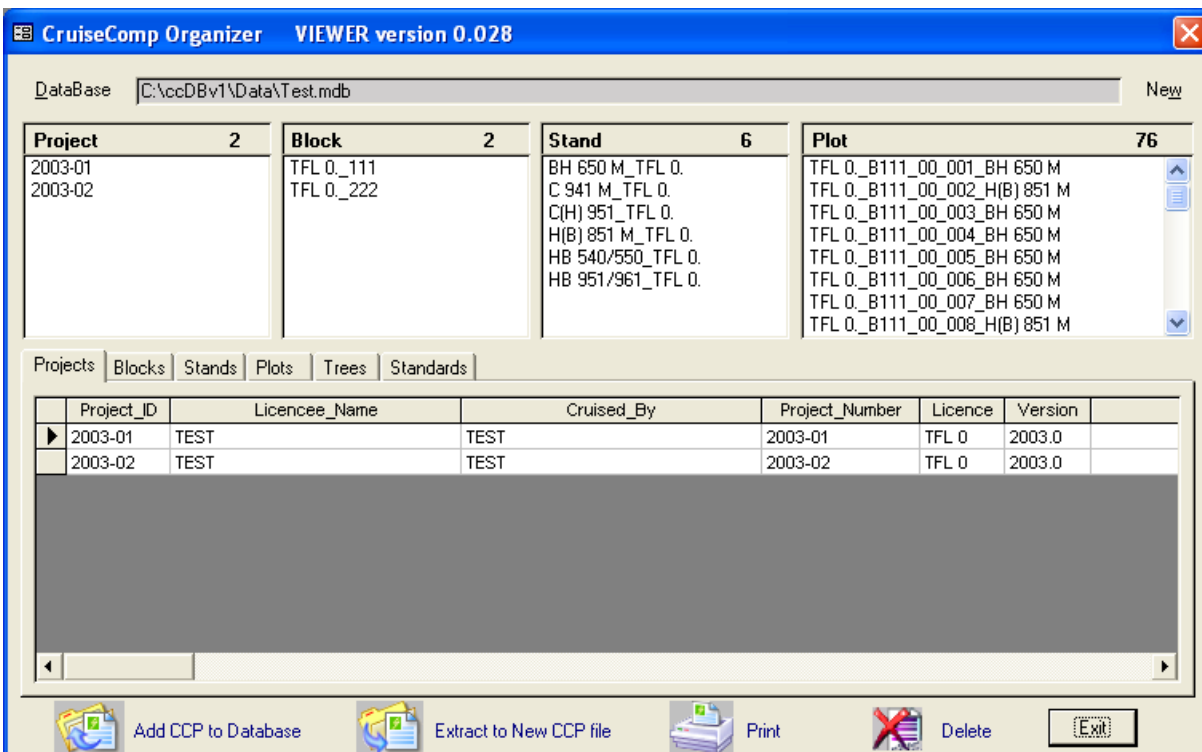 CruiseComp Organizer VIEWER version 0.028
DataBase C:\ccDBv1\Data\Test.mdb New
Project 2 Block 2 Stand 6 Plot 76
2003-01 TFL 0._111 BH 650 M_TFL 0. TFL 0._B111_00_001_BH 650 M
2003-02 TFL 0._222 C 941 M_TFL 0. TFL 0._B111_00_002_H(B) 851 M
C(H) 951_TFL 0. TFL 0._B111_00_003_BH 650 M
H(B) 851 M_TFL 0. TFL 0._B111_00_004_BH 650 M
HB 540/550_TFL 0. TFL 0._B111_00_005_BH 650 M
HB 951/961_TFL 0. TFL 0._B111_00_006_BH 650 M
TFL 0._B111_00_007_BH 650 M
TFL 0._B111_00_008_H(B) 851 M
Projects Blocks Stands Plots Trees Standards
Project_ID Licencee_Name Cruised_By Project_Number Licence Version
2003-01 TEST TEST 2003-01 TFL 0 2003.0
2003-02 TEST TEST 2003-02 TFL 0 2003.0
Add CCP to Database Extract to New CCP file Print Delete Exit